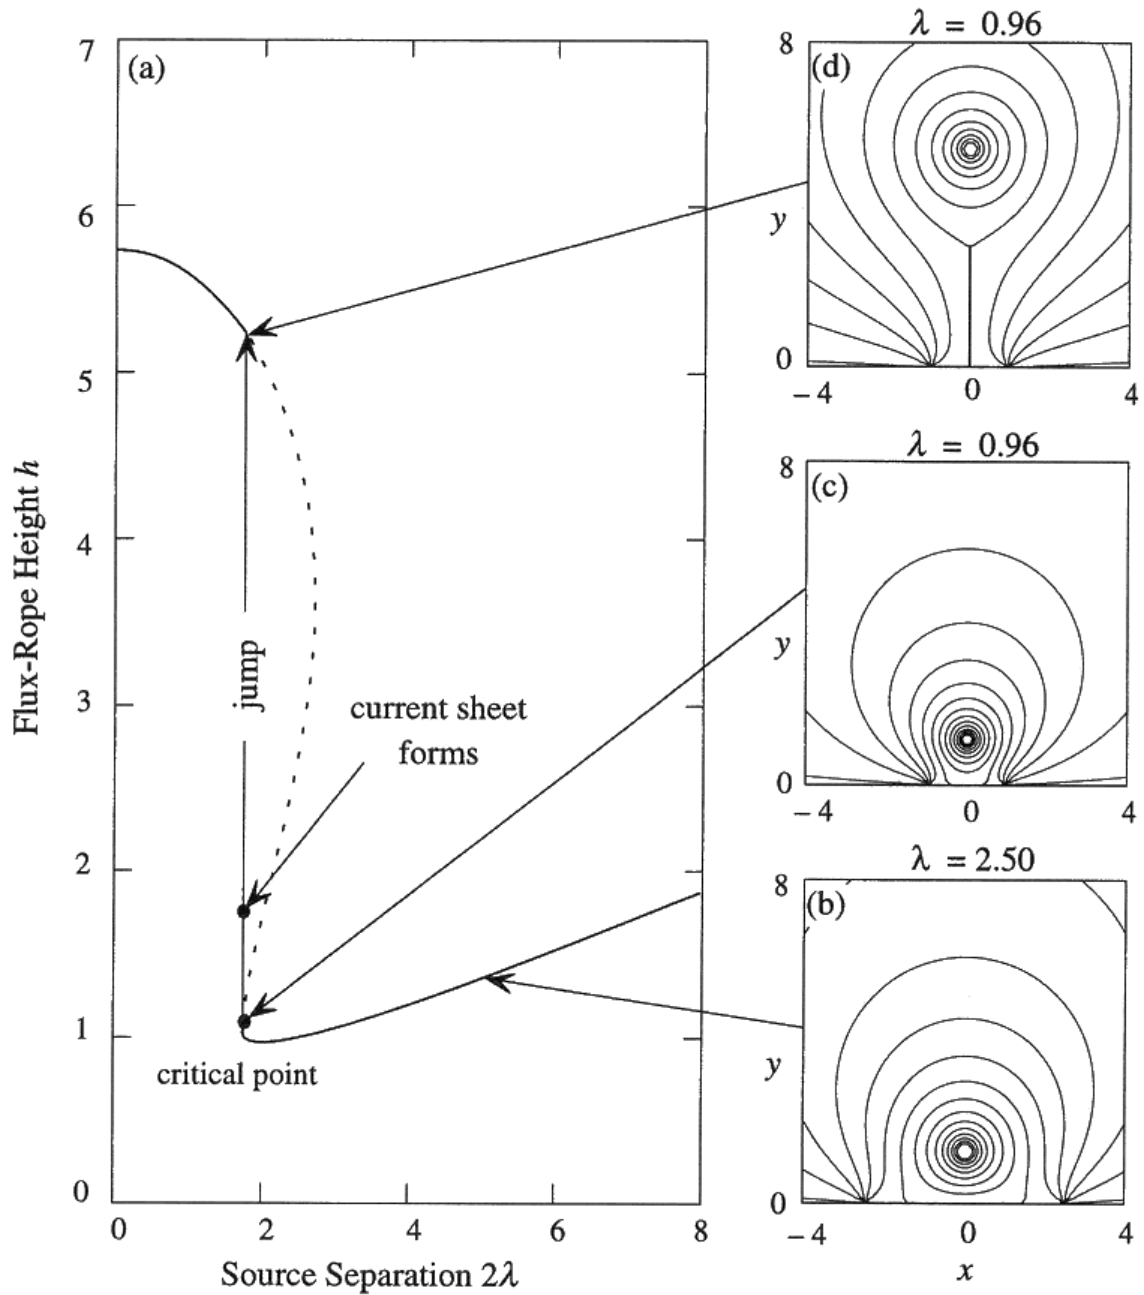 (a)
7
6
5
4
3
2
1
0
0 2 4 6 8
Flux-Rope Height h
Source Separation 2λ
jump
current sheet
forms
critical point
λ = 0.96
(d)
8
y
0
– 4 0 4
λ = 0.96
(c)
8
y
0
– 4 0 4
λ = 2.50
(b)
8
y
0
– 4 0 4
x